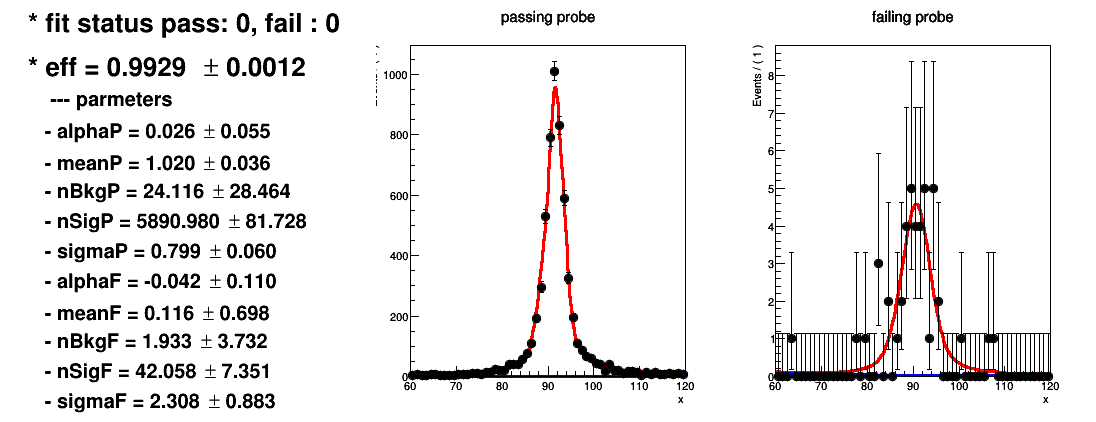 * fit status pass: 0, fail : 0
* eff = 0.9929 ± 0.0012
--- parmeters
- alphaP = 0.026 ± 0.055
- meanP = 1.020 ± 0.036
- nBkgP = 24.116 ± 28.464
- nSigP = 5890.980 ± 81.728
- sigmaP = 0.799 ± 0.060
- alphaF = -0.042 ± 0.110
- meanF = 0.116 ± 0.698
- nBkgF = 1.933 ± 3.732
- nSigF = 42.058 ± 7.351
- sigmaF = 2.308 ± 0.883
passing probe
1000
800
600
400
200
0
60 70 80 90 100 110 120
x
failing probe
Events / ( 1 )
8
7
6
5
4
3
2
1
0
60 70 80 90 100 110 120
x